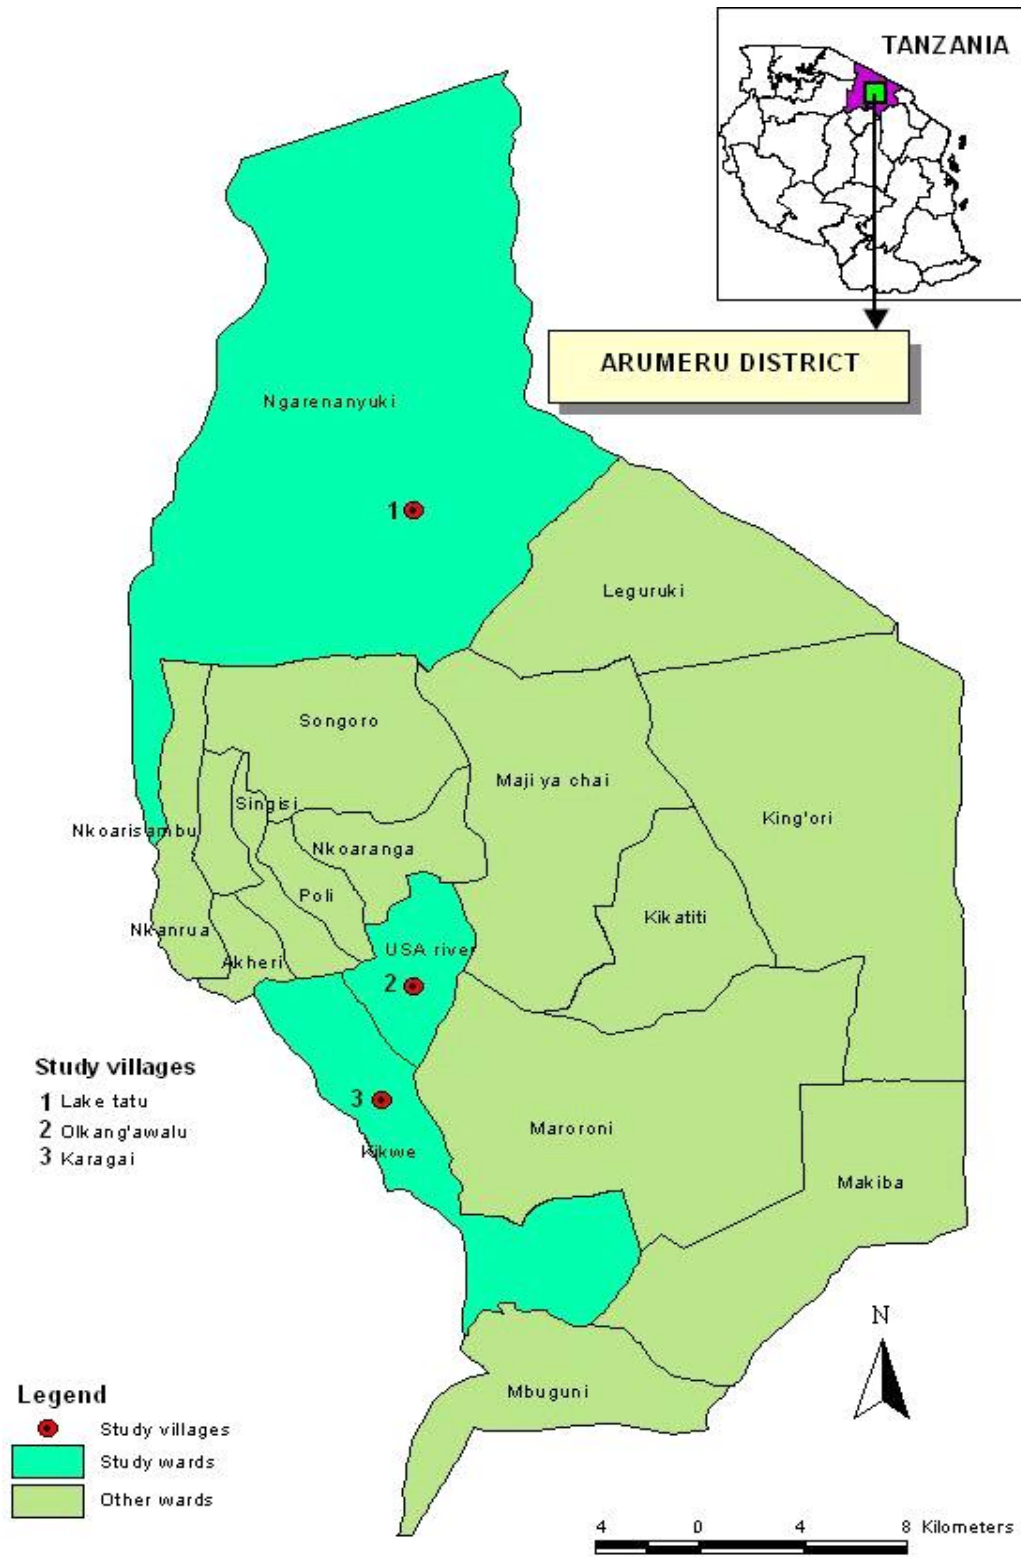 TANZANIA
ARUMERU DISTRICT
Ngarenanyuki
1
Leguruki
Songoro
Maji ya chai
Singisi
King'ori
Nkoarisambu
Nkoaranga
Poli
Kikatiti
Nkanrua
USA river
Akheri
2
Study villages
1 Lake tatu
2 Olkang'awalu
3 Karagai
3
Maroroni
Kikwe
Makiba
N
Mbuguni
Legend
Study villages
Study wards
Other wards
4 0 4 8 Kilometers